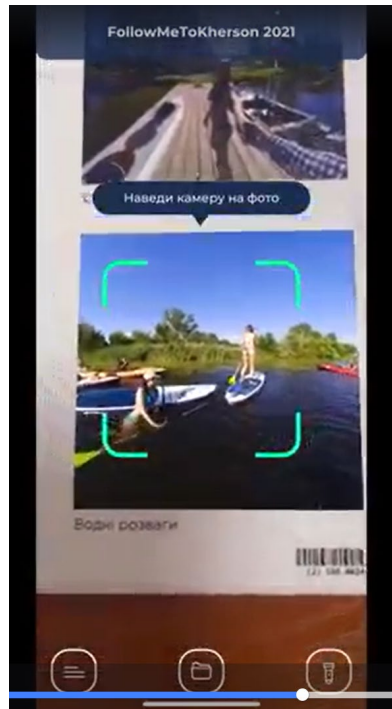 FollowMeToKherson 2021
Наведи камеру на фото
Водні розваги